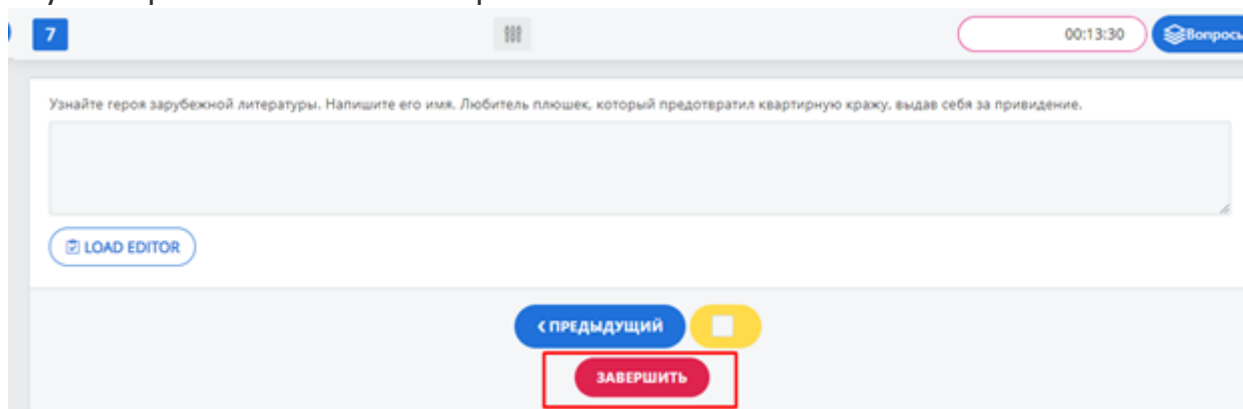 7
00:13:30
Вопросы
Узнайте героя зарубежной литературы. Напишите его имя. Любитель плюшек, который предотвратил квартирную кражу, выдав себя за привидение.
LOAD EDITOR
< ПРЕДЫДУЩИЙ
ЗАВЕРШИТЬ